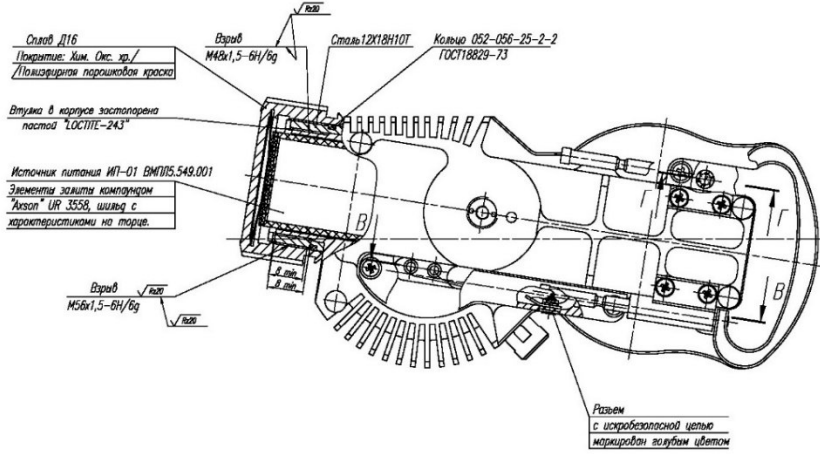 Rz20
Сплав Д16
Покрытие: Хим. Окс. хр./
/Полиэфирная порошковая краска
Взрыв
М48х1,5-6Н/6g
Сталь12Х18Н10Т
Кольцо 052-056-25-2-2
ГОСТ18829-73
Втулка в корпусе застопорена
пастой "LOCTITE-243"
Источник питания ИП-01 ВМПЛ5.549.001
Элементы залиты компаундом
"Axson" UR 3558, шильд с
характеристиками на торце.
В
Г
Г
В
8 min
8 min
Взрыв
М56х1,5-6Н/6g
Rz20
Rz20
Разъем
с искробезопасной цепью
маркирован голубым цветом